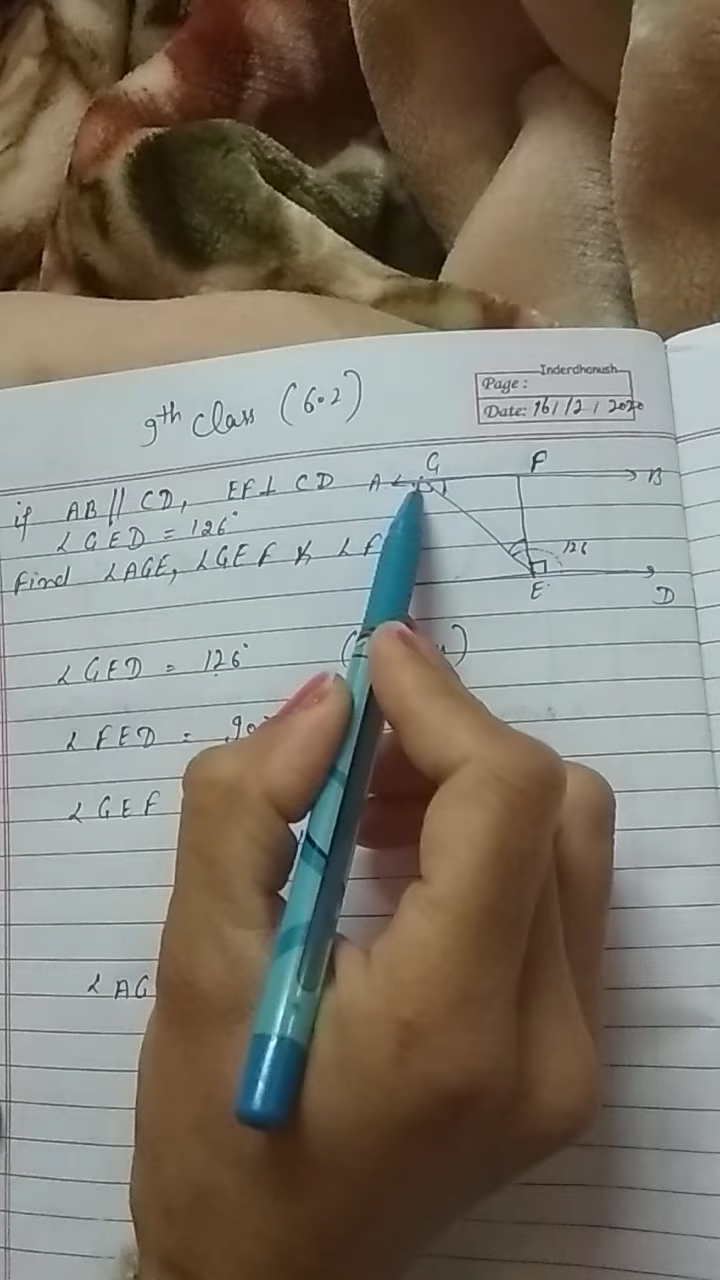 9th Class (6.2)
Inderdhanush
Page :
Date: 16/12/2020
if AB // CD, EF ⊥ CD
∠GED = 126°
Find ∠AGE, ∠GEF &
A G F B
126
E D
∠GED = 126°
∠FED = 90°
∠GEF
∠AG